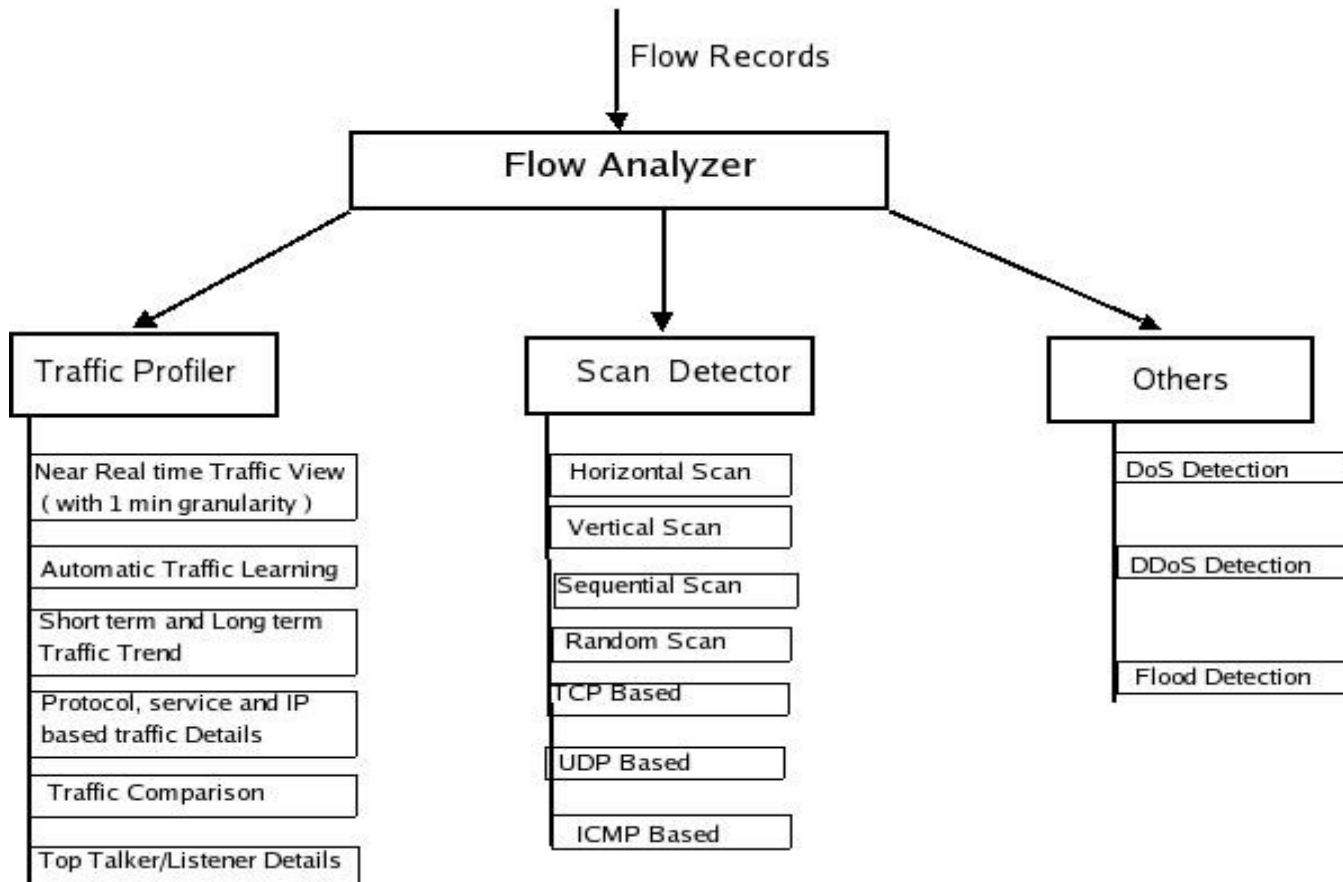 Flow Records
Flow Analyzer
Traffic Profiler
Near Real time Traffic View
( with 1 min granularity )
Automatic Traffic Learning
Short term and Long term
Traffic Trend
Protocol, service and IP
based traffic Details
Traffic Comparison
Top Talker/Listener Details
Scan Detector
Horizontal Scan
Vertical Scan
Sequential Scan
Random Scan
TCP Based
UDP Based
ICMP Based
Others
DoS Detection
DDoS Detection
Flood Detection